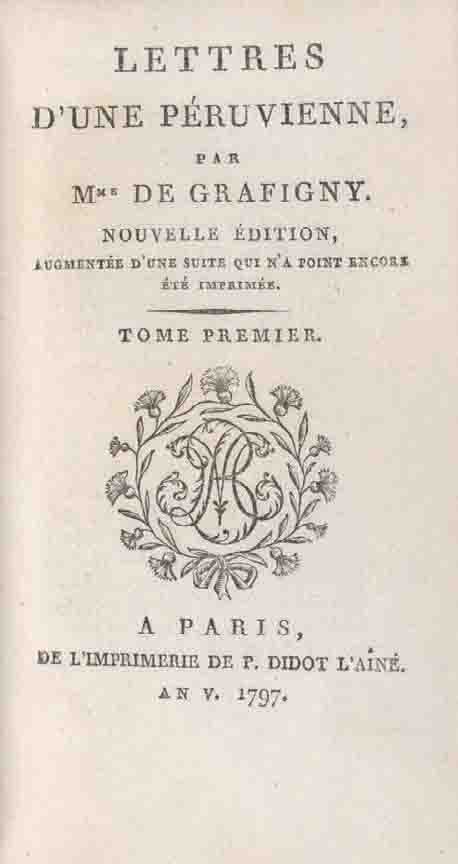 LETTRES
D'UNE PÉRUVIENNE,
PAR
Mᴹᴱ DE GRAFIGNY.
NOUVELLE ÉDITION,
AUGMENTÉE D'UNE SUITE QUI N'A POINT ENCORE
ÉTÉ IMPRIMÉE.
TOME PREMIER.
A PARIS,
DE L'IMPRIMERIE DE P. DIDOT L'AÎNÉ.
AN V. 1797.